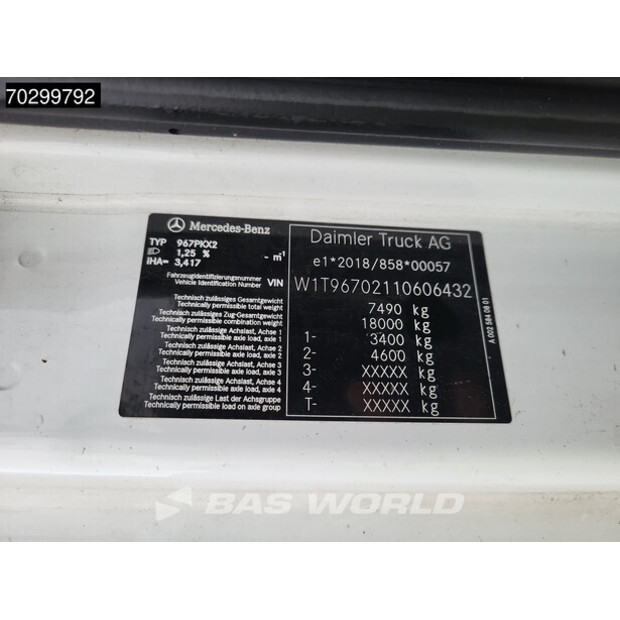 70299792
Mercedes-Benz
TYP 967PKX2
1,25 %
IHA= 3,417
- m¹
Fahrzeugidentifizierungsnummer
Vehicle Identification Number VIN
Daimler Truck AG
e1*2018/858*00057
W1T96702110606432
Technisch zulässiges Gesamtgewicht
Technically permissible total weight 7490 kg
Technisch zulässiges Zug-Gesamtgewicht
Technically permissible combination weight 18000 kg
Technisch zulässige Achslast, Achse 1
Technically permissible axle load, axle 1 1- 3400 kg
Technisch zulässige Achslast, Achse 2
Technically permissible axle load, axle 2 2- 4600 kg
Technisch zulässige Achslast, Achse 3
Technically permissible axle load, axle 3 3- XXXXX kg
Technisch zulässige Achslast, Achse 4
Technically permissible axle load, axle 4 4- XXXXX kg
Technisch zulässige Last der Achsgruppe
Technically permissible load on axle group T- XXXXX kg
A 002 584 08 01
BAS WORLD